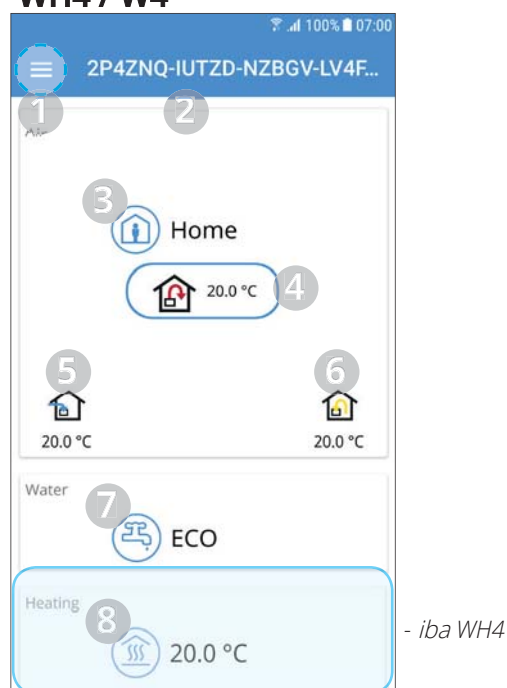 WH4 / W4
100% 07:00
2P4ZNQ-IUTZD-NZBGV-LV4F...
1
2
Air
3
Home
20.0 °C
4
5
6
20.0 °C
20.0 °C
Water
7
ECO
Heating
8
20.0 °C
- iba WH4